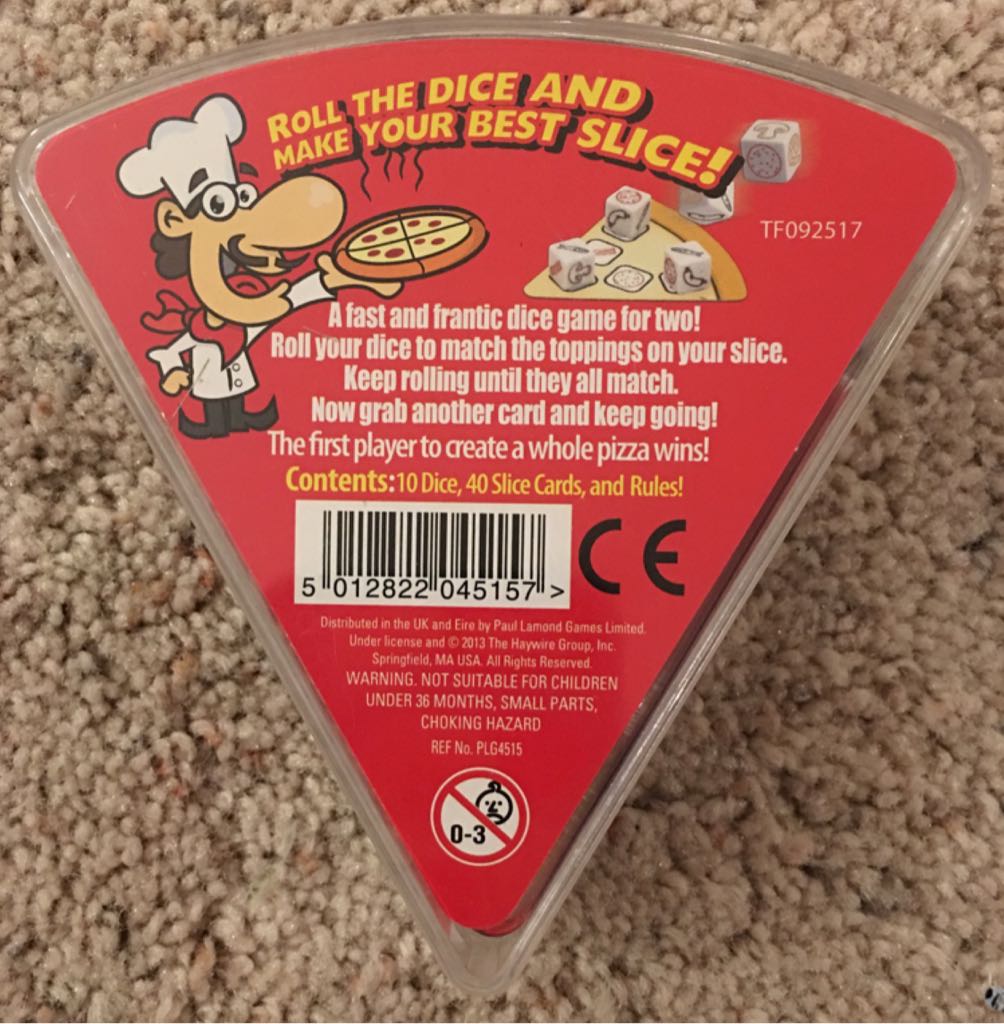 ROLL THE DICE AND
MAKE YOUR BEST SLICE!
TF092517
A fast and frantic dice game for two!
Roll your dice to match the toppings on your slice.
Keep rolling until they all match.
Now grab another card and keep going!
The first player to create a whole pizza wins!
Contents: 10 Dice, 40 Slice Cards, and Rules!
5 012822 045157 >
CE
Distributed in the UK and Eire by Paul Lamond Games Limited.
Under license and © 2013 The Haywire Group, Inc.
Springfield, MA USA. All Rights Reserved.
WARNING. NOT SUITABLE FOR CHILDREN
UNDER 36 MONTHS, SMALL PARTS,
CHOKING HAZARD
REF No. PLG4515
0-3